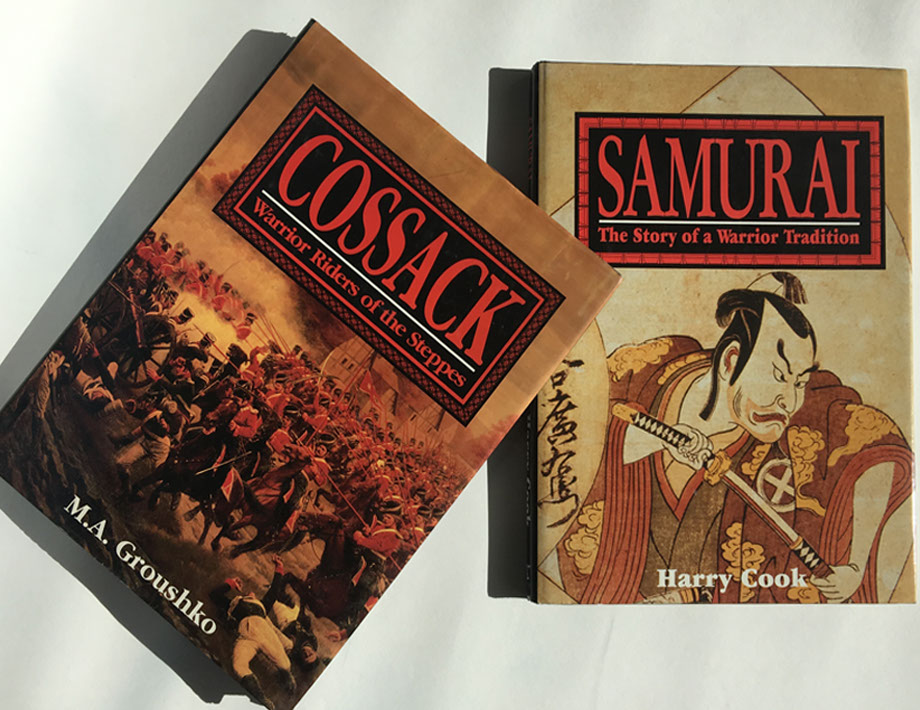 COSSACK
Warrior Riders of the Steppes
M.A. Groushko
SAMURAI
The Story of a Warrior Tradition
Harry Cook